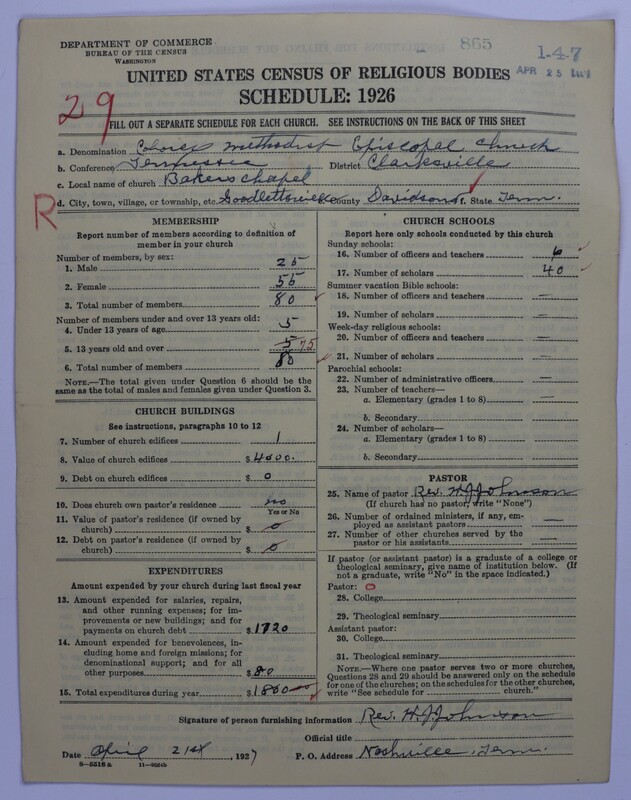 DEPARTMENT OF COMMERCE
BUREAU OF THE CENSUS
WASHINGTON
865
1-4-7
APR 25
UNITED STATES CENSUS OF RELIGIOUS BODIES
SCHEDULE: 1926
29
FILL OUT A SEPARATE SCHEDULE FOR EACH CHURCH. SEE INSTRUCTIONS ON THE BACK OF THIS SHEET
a. Denomination Methodist Episcopal Church
b. Conference Tennessee District Clarksville
c. Local name of church Bakers chapel
R
d. City, town, village, or township, etc. Goodlettsville County Davidson f. State Tenn.
MEMBERSHIP
Report number of members according to definition of member in your church
Number of members, by sex:
1. Male 25
2. Female 55
3. Total number of members 80
Number of members under and over 13 years old:
4. Under 13 years of age 5
5. 13 years old and over 75
6. Total number of members 80
NOTE.—The total given under Question 6 should be the same as the total of males and females given under Question 3.
CHURCH BUILDINGS
See instructions, paragraphs 10 to 12
7. Number of church edifices 1
8. Value of church edifices $ 4000.
9. Debt on church edifices $ 0
10. Does church own pastor's residence no
Yes or No
11. Value of pastor's residence (if owned by church) $ 0
12. Debt on pastor's residence (if owned by church) $ 0
EXPENDITURES
Amount expended by your church during last fiscal year
13. Amount expended for salaries, repairs, and other running expenses; for improvements or new buildings; and for payments on church debt $ 1720
14. Amount expended for benevolences, including home and foreign missions; for denominational support; and for all other purposes $ 80
15. Total expenditures during year $ 1800
CHURCH SCHOOLS
Report here only schools conducted by this church
Sunday schools:
16. Number of officers and teachers 6
17. Number of scholars 40
Summer vacation Bible schools:
18. Number of officers and teachers —
19. Number of scholars —
Week-day religious schools:
20. Number of officers and teachers —
21. Number of scholars —
Parochial schools:
22. Number of administrative officers —
23. Number of teachers—
a. Elementary (grades 1 to 8) —
b. Secondary
24. Number of scholars—
a. Elementary (grades 1 to 8)
b. Secondary
PASTOR
25. Name of pastor Rev. H.J. Johnson
(If church has no pastor, write "None")
26. Number of ordained ministers, if any, employed as assistant pastors —
27. Number of other churches served by the pastor or his assistants —
If pastor (or assistant pastor) is a graduate of a college or theological seminary, give name of institution below. (If not a graduate, write "No" in the space indicated.)
Pastor: O
28. College
29. Theological seminary
Assistant pastor:
30. College
31. Theological seminary
NOTE.—Where one pastor serves two or more churches, Questions 28 and 29 should be answered only on the schedule for one of the churches; on the schedules for the other churches, write "See schedule for ________ church."
Signature of person furnishing information Rev. H.J. Johnson
Official title
Date April 21st, 1927 P. O. Address Nashville, Tenn.
8—5518 a 11—9264b